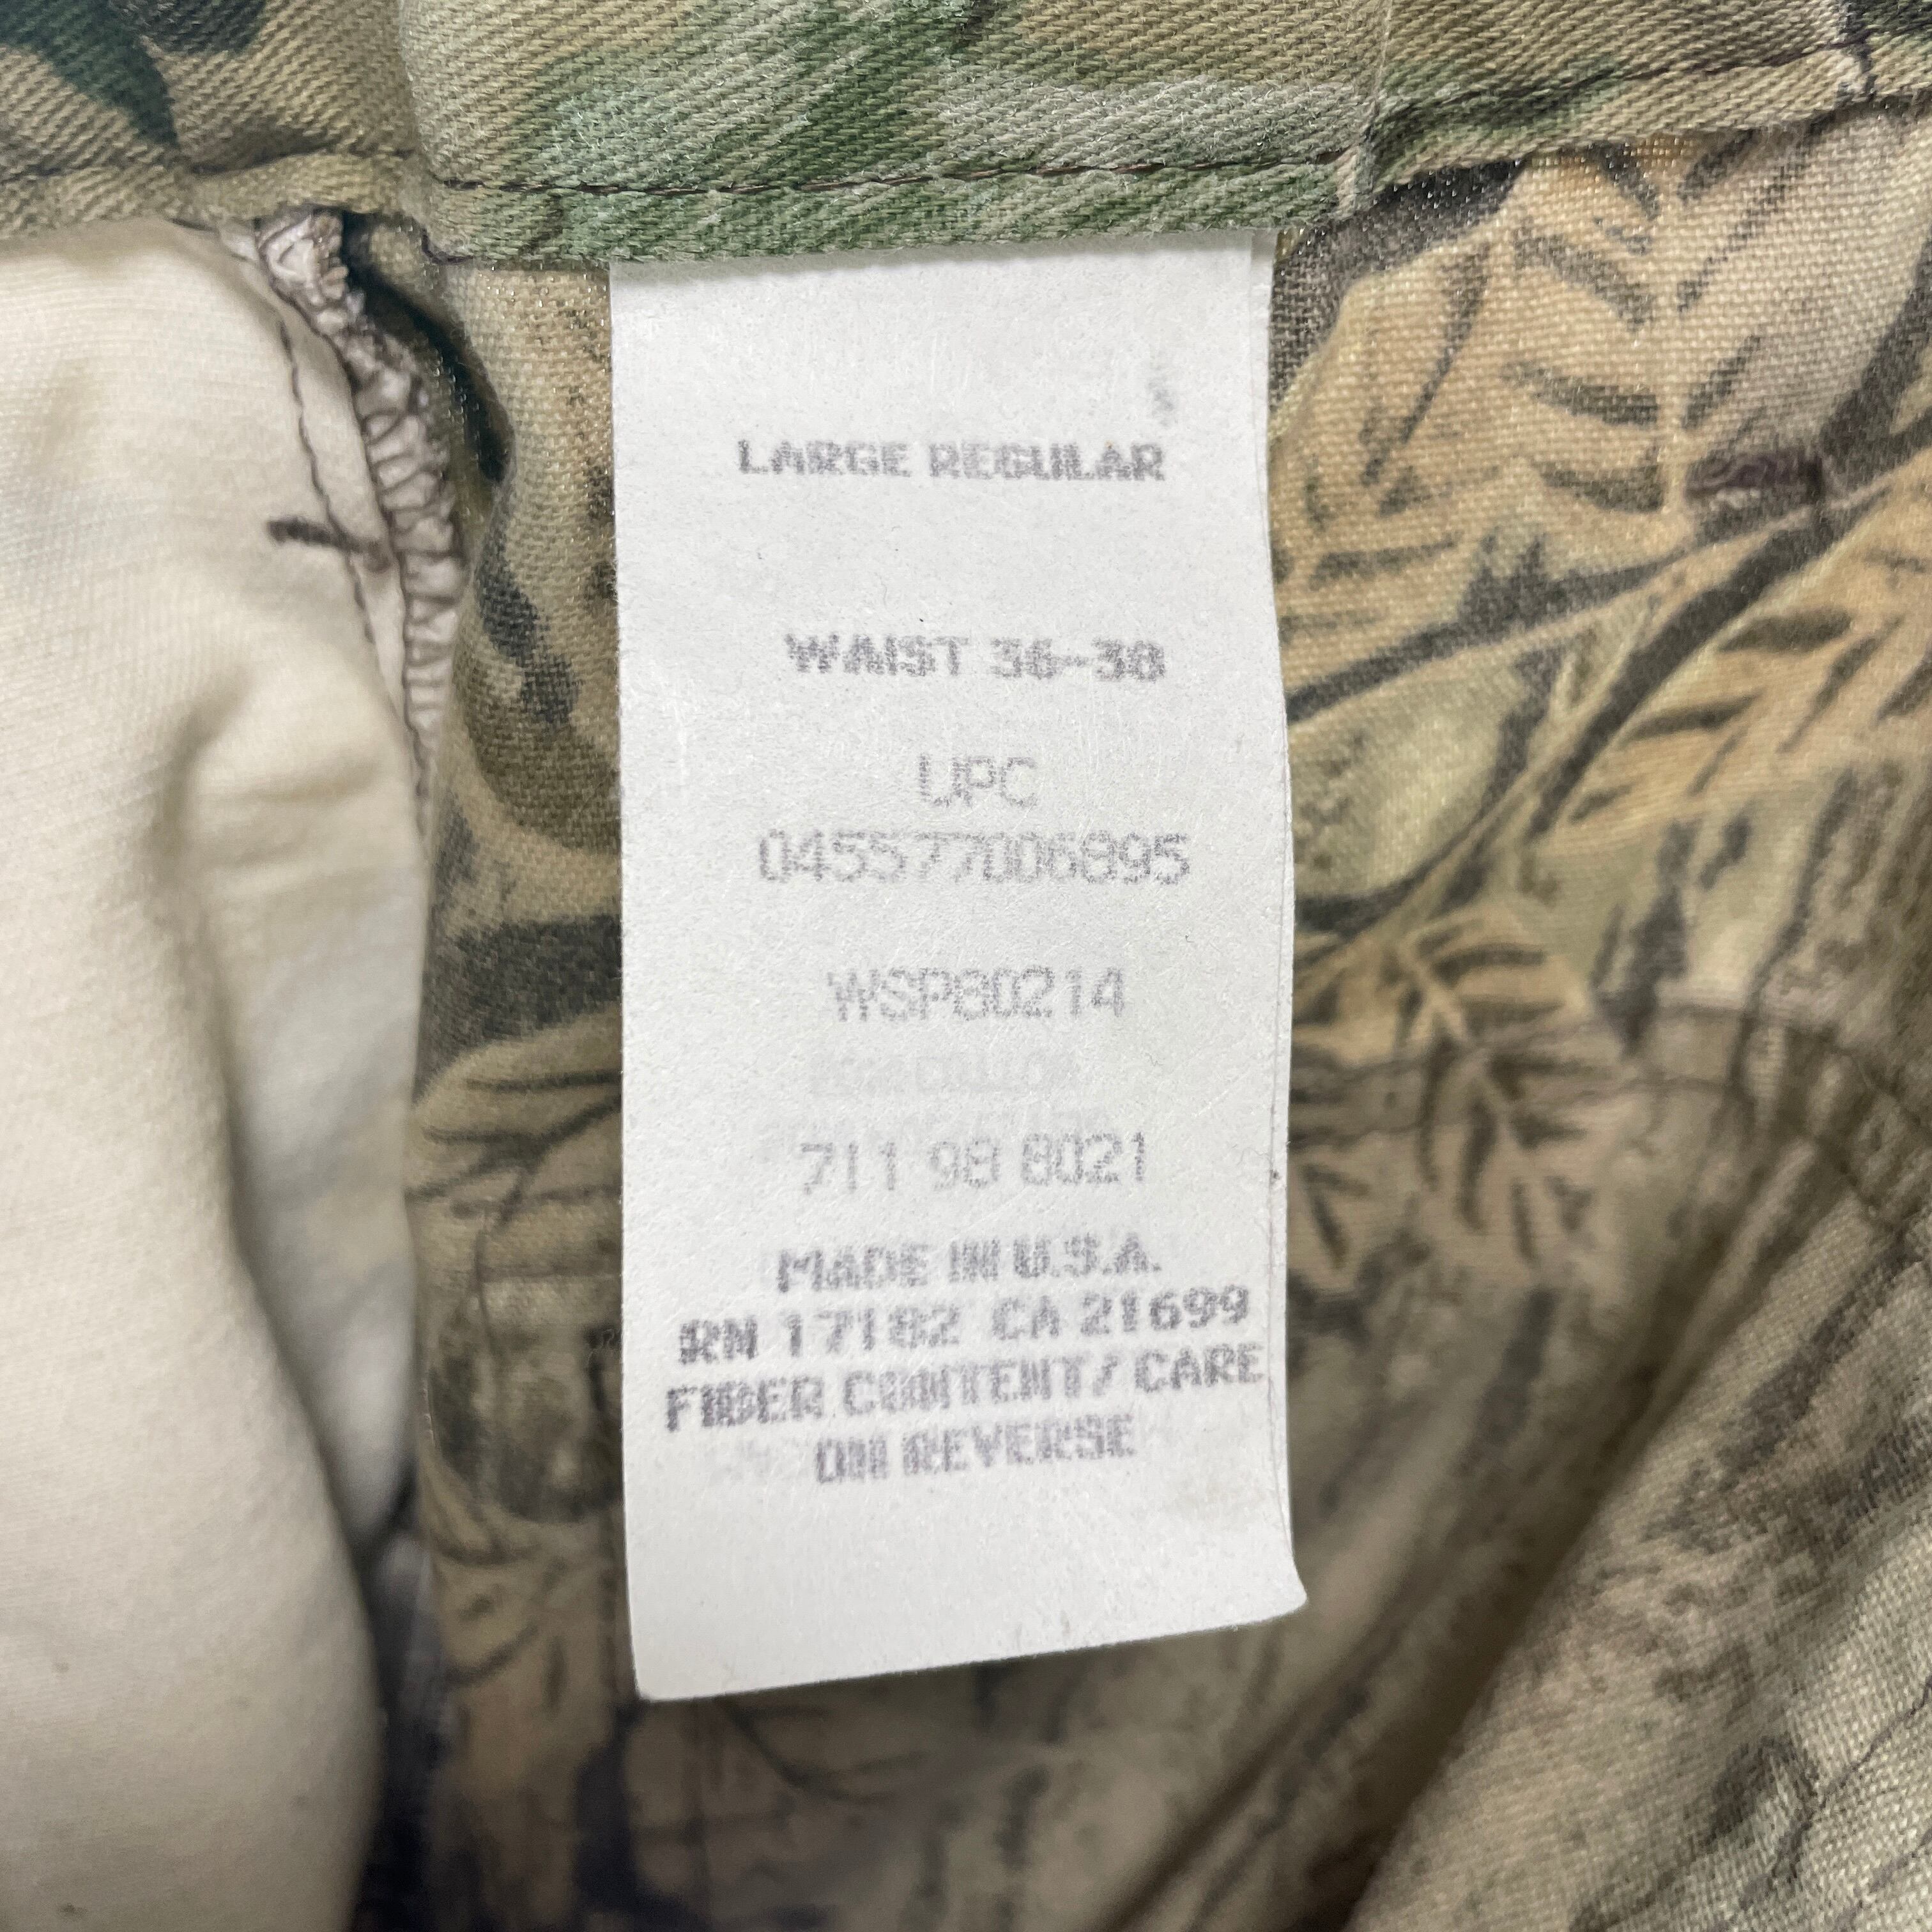 LARGE REGULAR
WAIST 36-38
UPC
045577006895
WSP80214
711 98 8021
MADE IN U.S.A.
RN 17182 CA 21699
FIBER CONTENT/ CARE
ON REVERSE